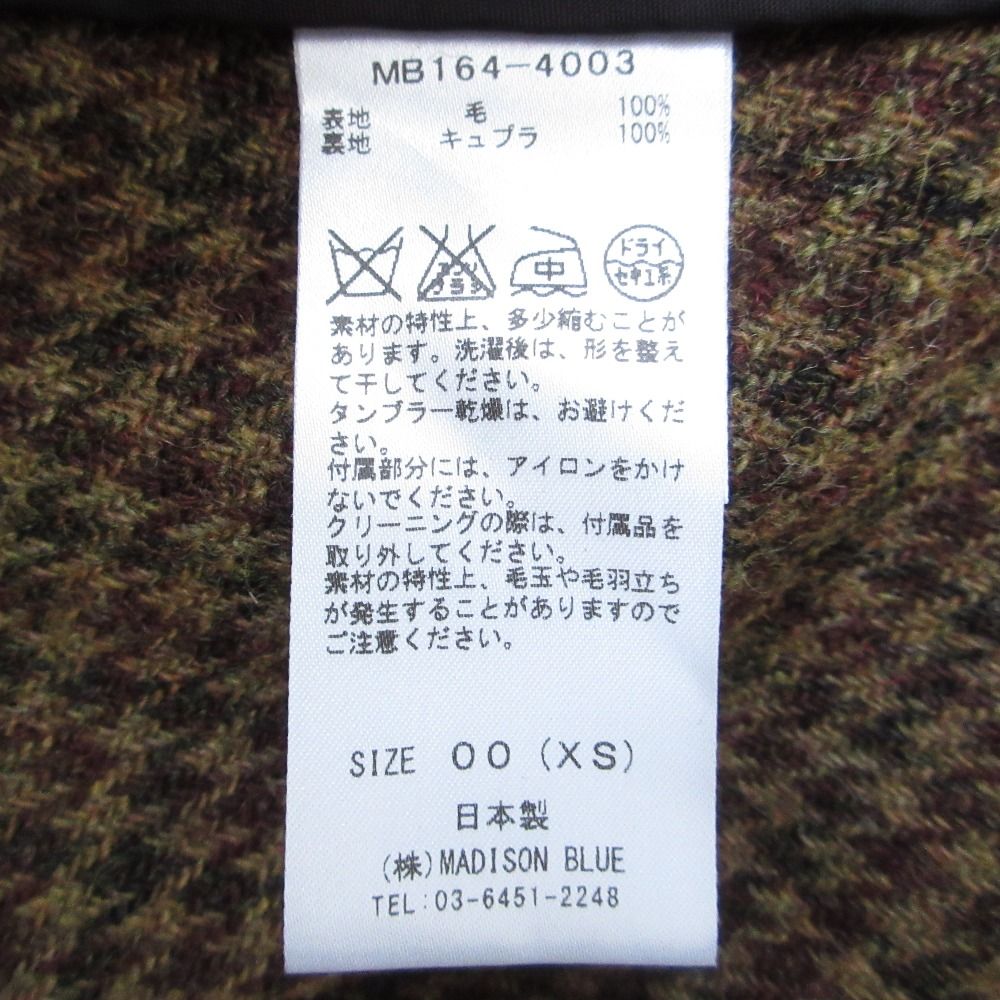 MB164-4003
表地 毛 100%
裏地 キュプラ 100%
エンソ
サラシ
中
ドライ
セキユ系
素材の特性上、多少縮むことが
あります。洗濯後は、形を整え
て干してください。
タンブラー乾燥は、お避けくだ
さい。
付属部分には、アイロンをかけ
ないでください。
クリーニングの際は、付属品を
取り外してください。
素材の特性上、毛玉や毛羽立ち
が発生することがありますので
ご注意ください。
SIZE 00 (XS)
日本製
(株)MADISON BLUE
TEL:03-6451-2248